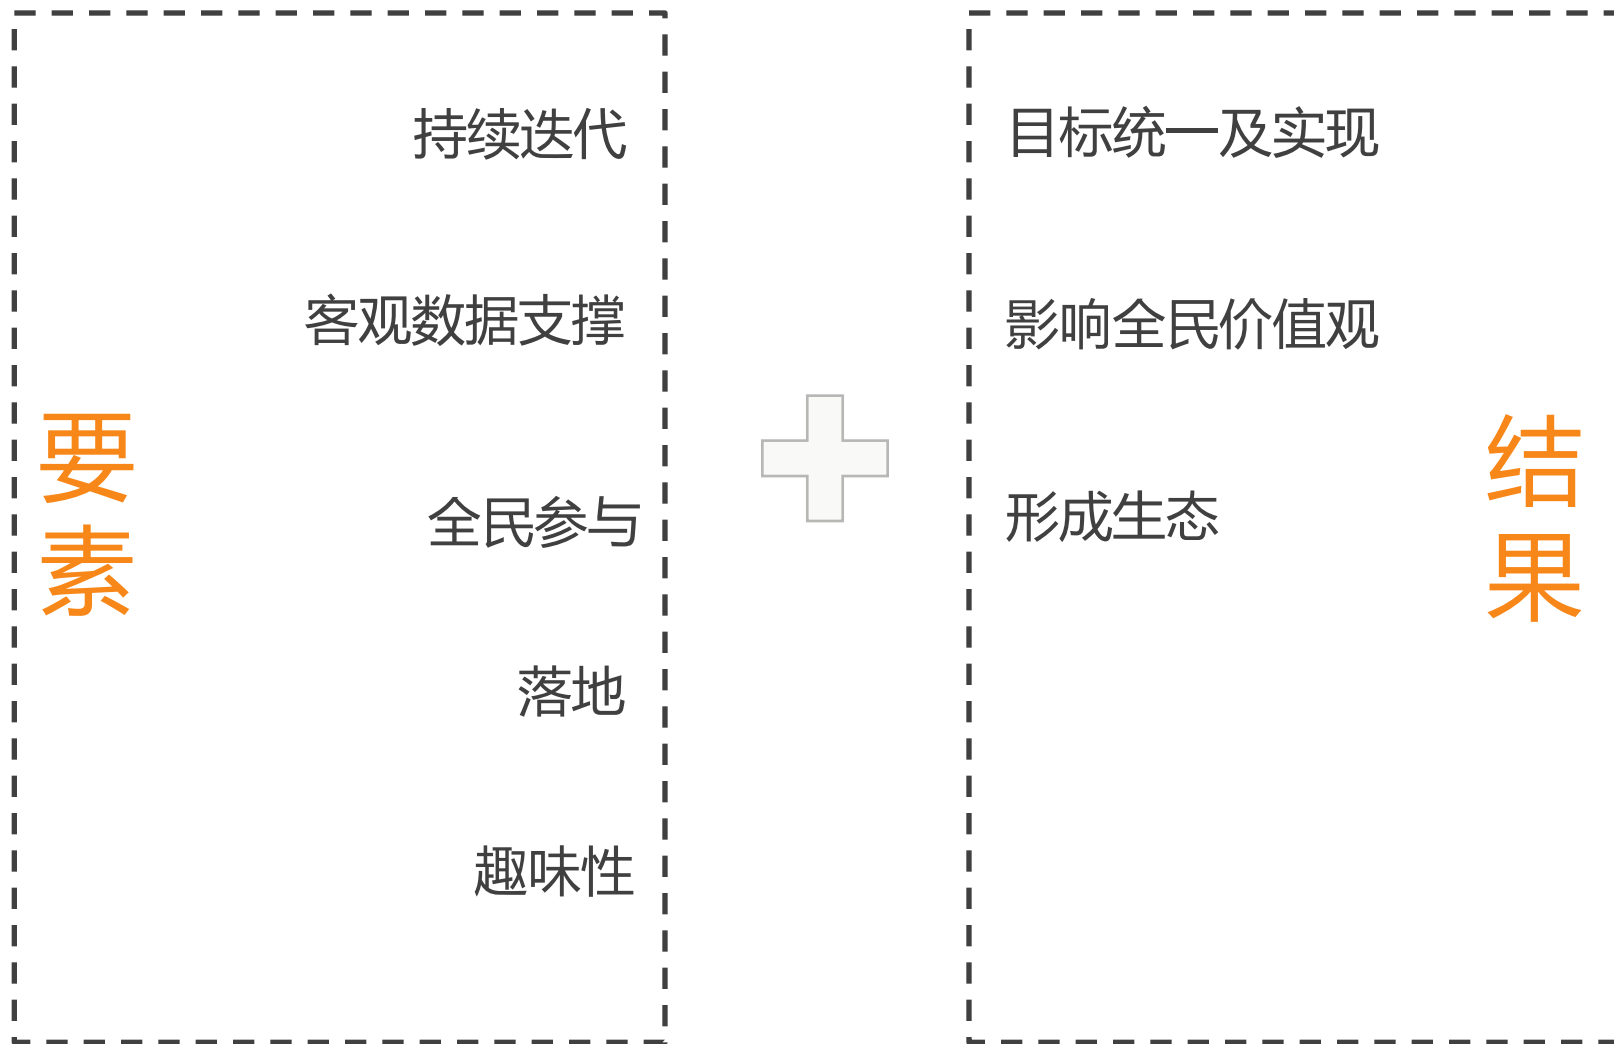 要素
持续迭代
客观数据支撑
全民参与
落地
趣味性
目标统一及实现
影响全民价值观
形成生态
结果